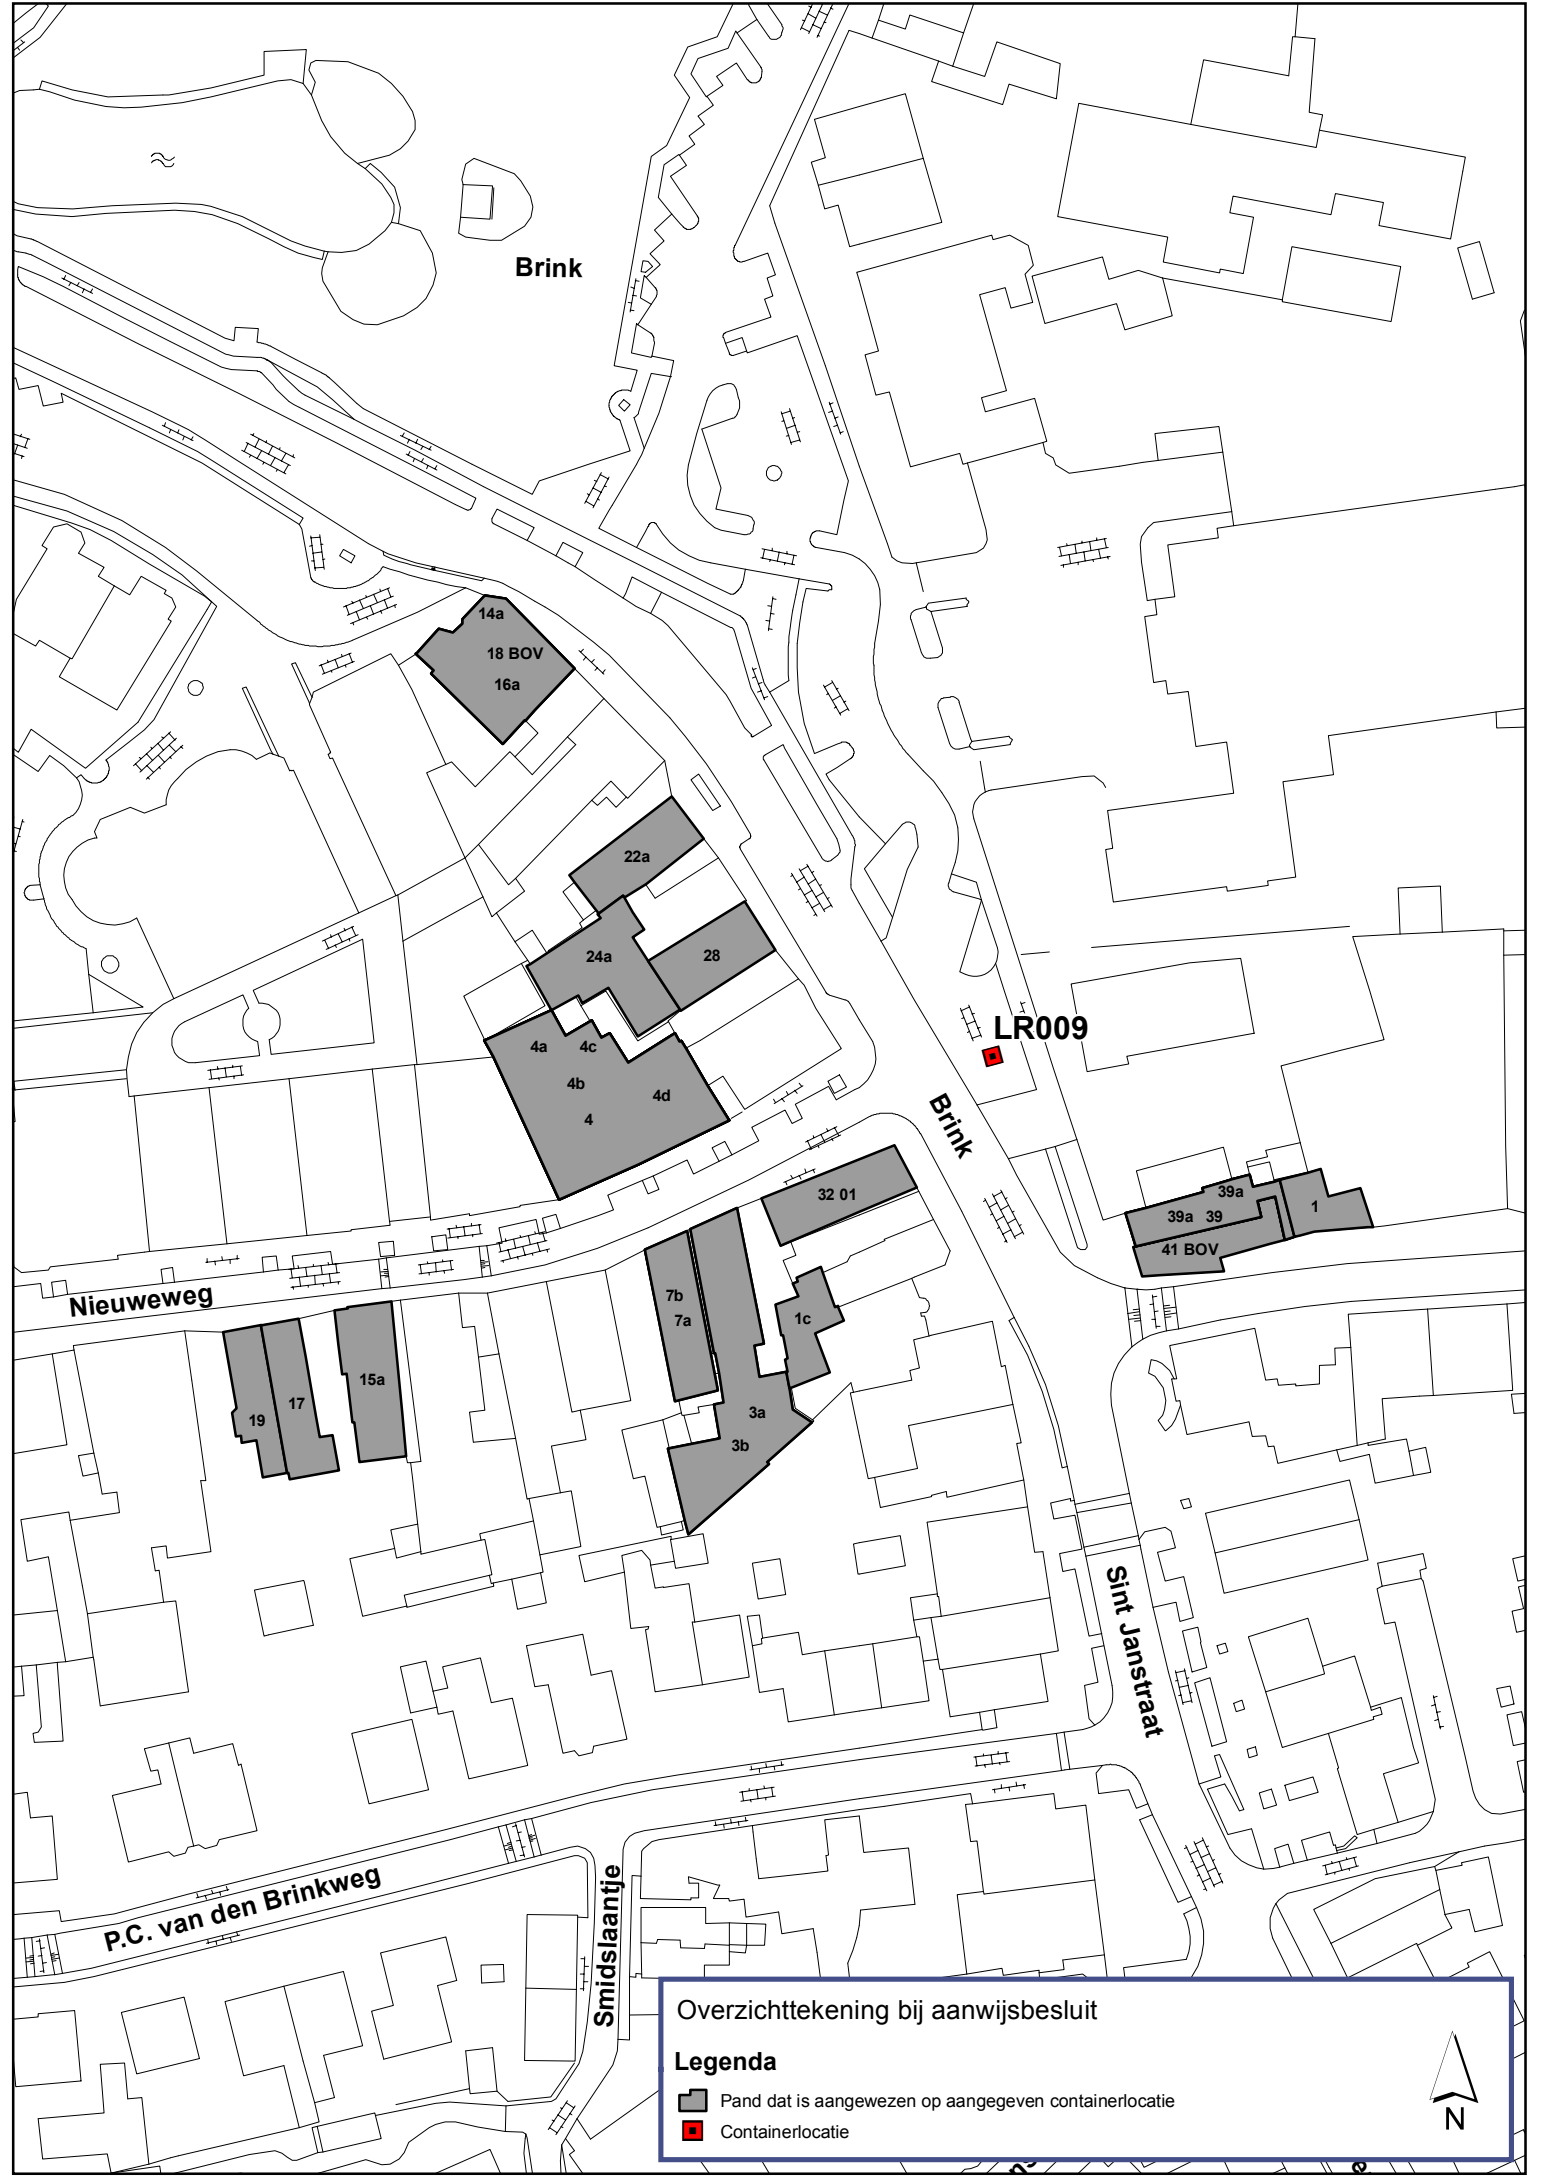 Brink
14a
18 BOV
16a
22a
24a
28
LR009
4a
4c
4b
4d
4
Brink
32 01
39a
39a 39
1
41 BOV
Nieuweweg
7b
7a
1c
15a
17
19
3a
3b
Sint Janstraat
P.C. van den Brinkweg
Smidslaantje
Overzichttekening bij aanwijsbesluit
Legenda
Pand dat is aangewezen op aangegeven containerlocatie
Containerlocatie
N